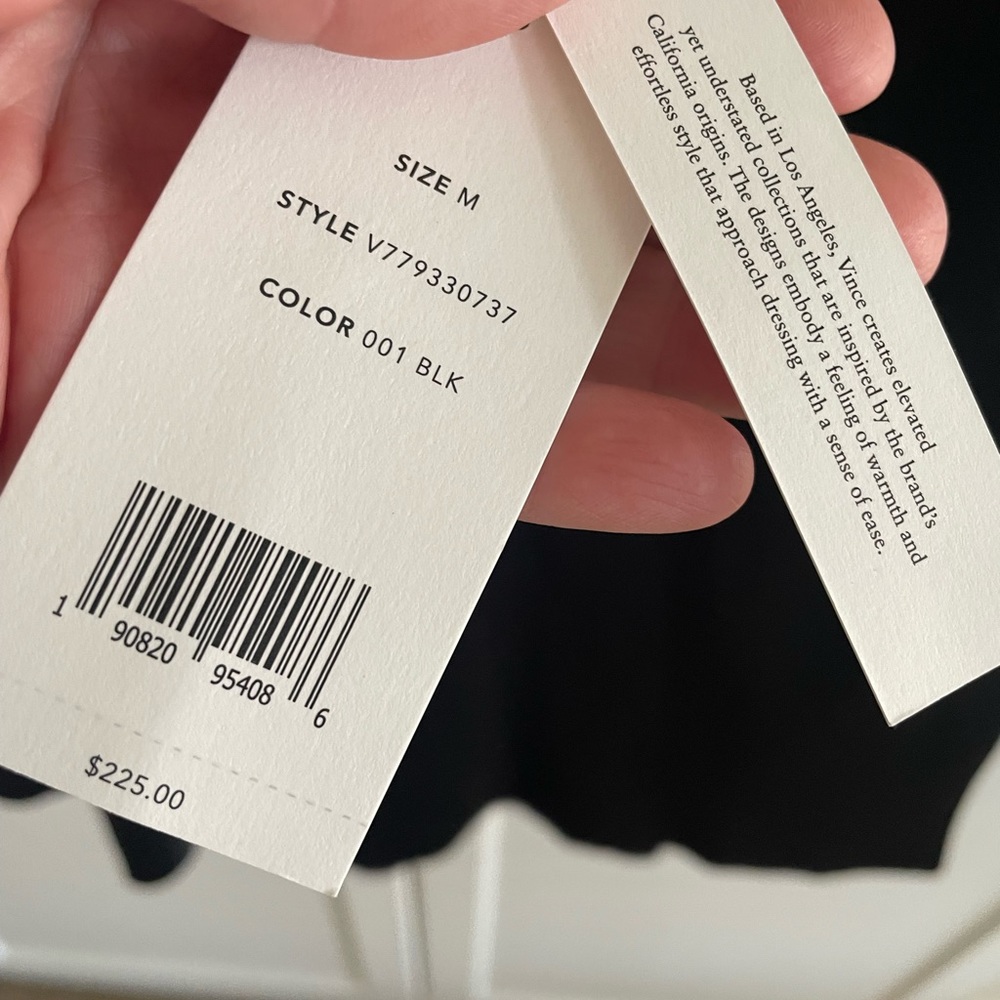 SIZE M
STYLE V779330737
COLOR 001 BLK
1 90820 95408 6
$225.00
Based in Los Angeles, Vince creates elevated
yet understated collections that are inspired by the brand's
California origins. The designs embody a feeling of warmth and
effortless style that approach dressing with a sense of ease.